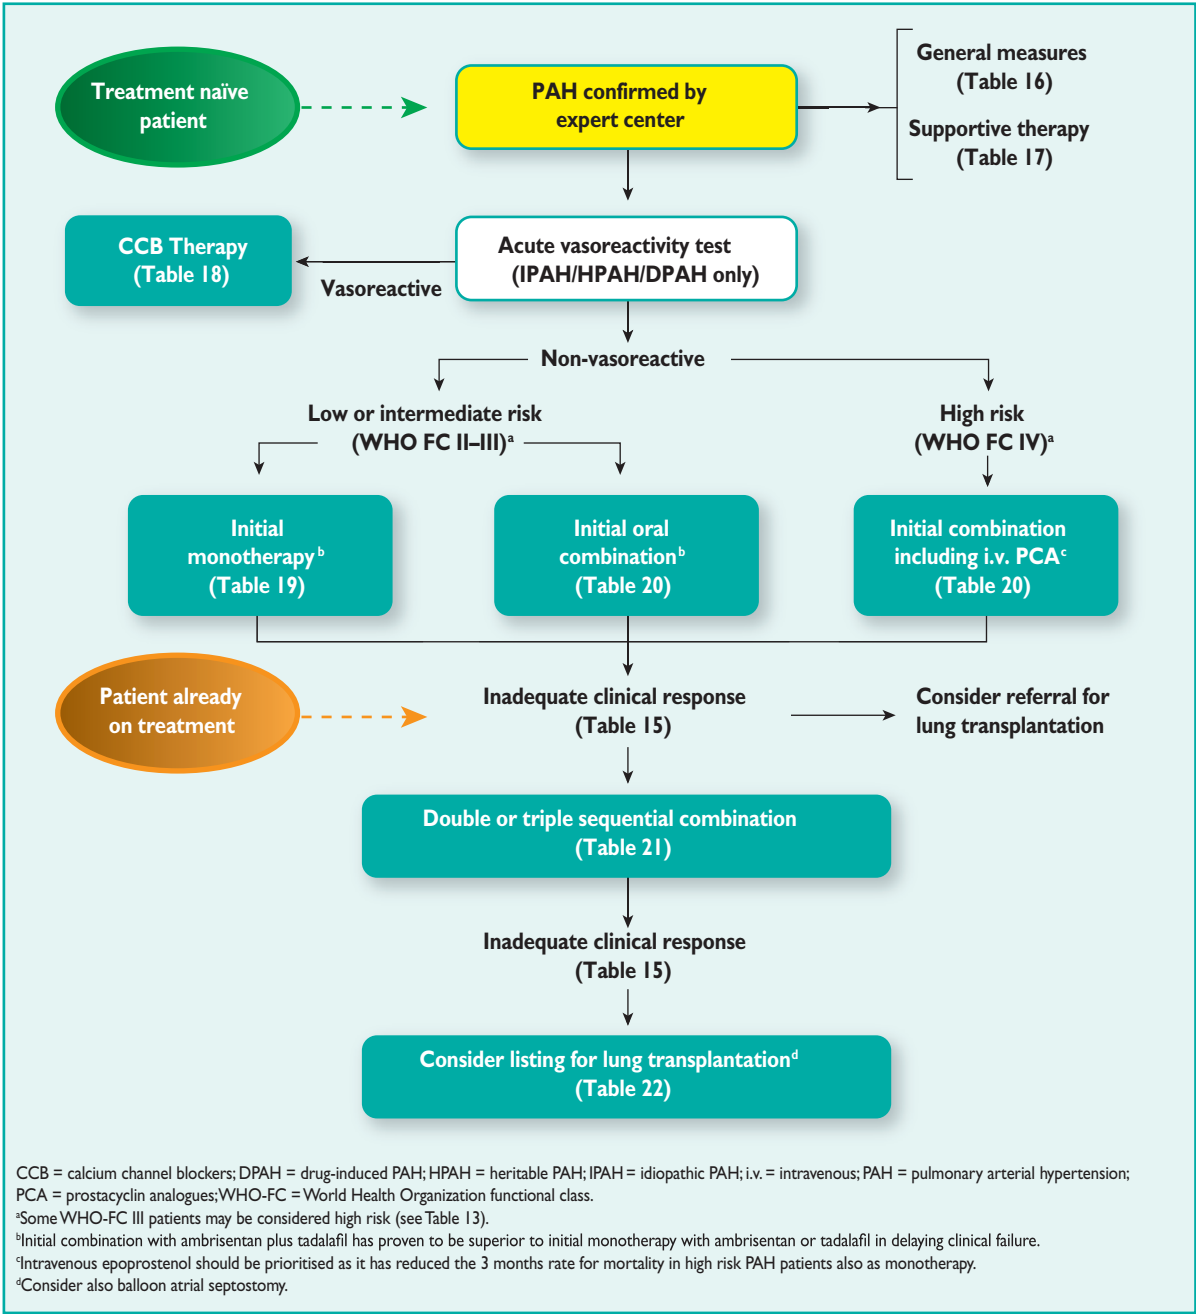 Treatment naïve
patient
PAH confirmed by
expert center
General measures
(Table 16)
Supportive therapy
(Table 17)
CCB Therapy
(Table 18)
Vasoreactive
Acute vasoreactivity test
(IPAH/HPAH/DPAH only)
Non-vasoreactive
Low or intermediate risk
(WHO FC II–III)a
High risk
(WHO FC IV)a
Initial
monotherapy b
(Table 19)
Initial oral
combination b
(Table 20)
Initial combination
including i.v. PCAc
(Table 20)
Patient already
on treatment
Inadequate clinical response
(Table 15)
Consider referral for
lung transplantation
Double or triple sequential combination
(Table 21)
Inadequate clinical response
(Table 15)
Consider listing for lung transplantationd
(Table 22)
CCB = calcium channel blockers; DPAH = drug-induced PAH; HPAH = heritable PAH; IPAH = idiopathic PAH; i.v. = intravenous; PAH = pulmonary arterial hypertension;
PCA = prostacyclin analogues; WHO-FC = World Health Organization functional class.
aSome WHO-FC III patients may be considered high risk (see Table 13).
bInitial combination with ambrisentan plus tadalafil has proven to be superior to initial monotherapy with ambrisentan or tadalafil in delaying clinical failure.
cIntravenous epoprostenol should be prioritised as it has reduced the 3 months rate for mortality in high risk PAH patients also as monotherapy.
dConsider also balloon atrial septostomy.